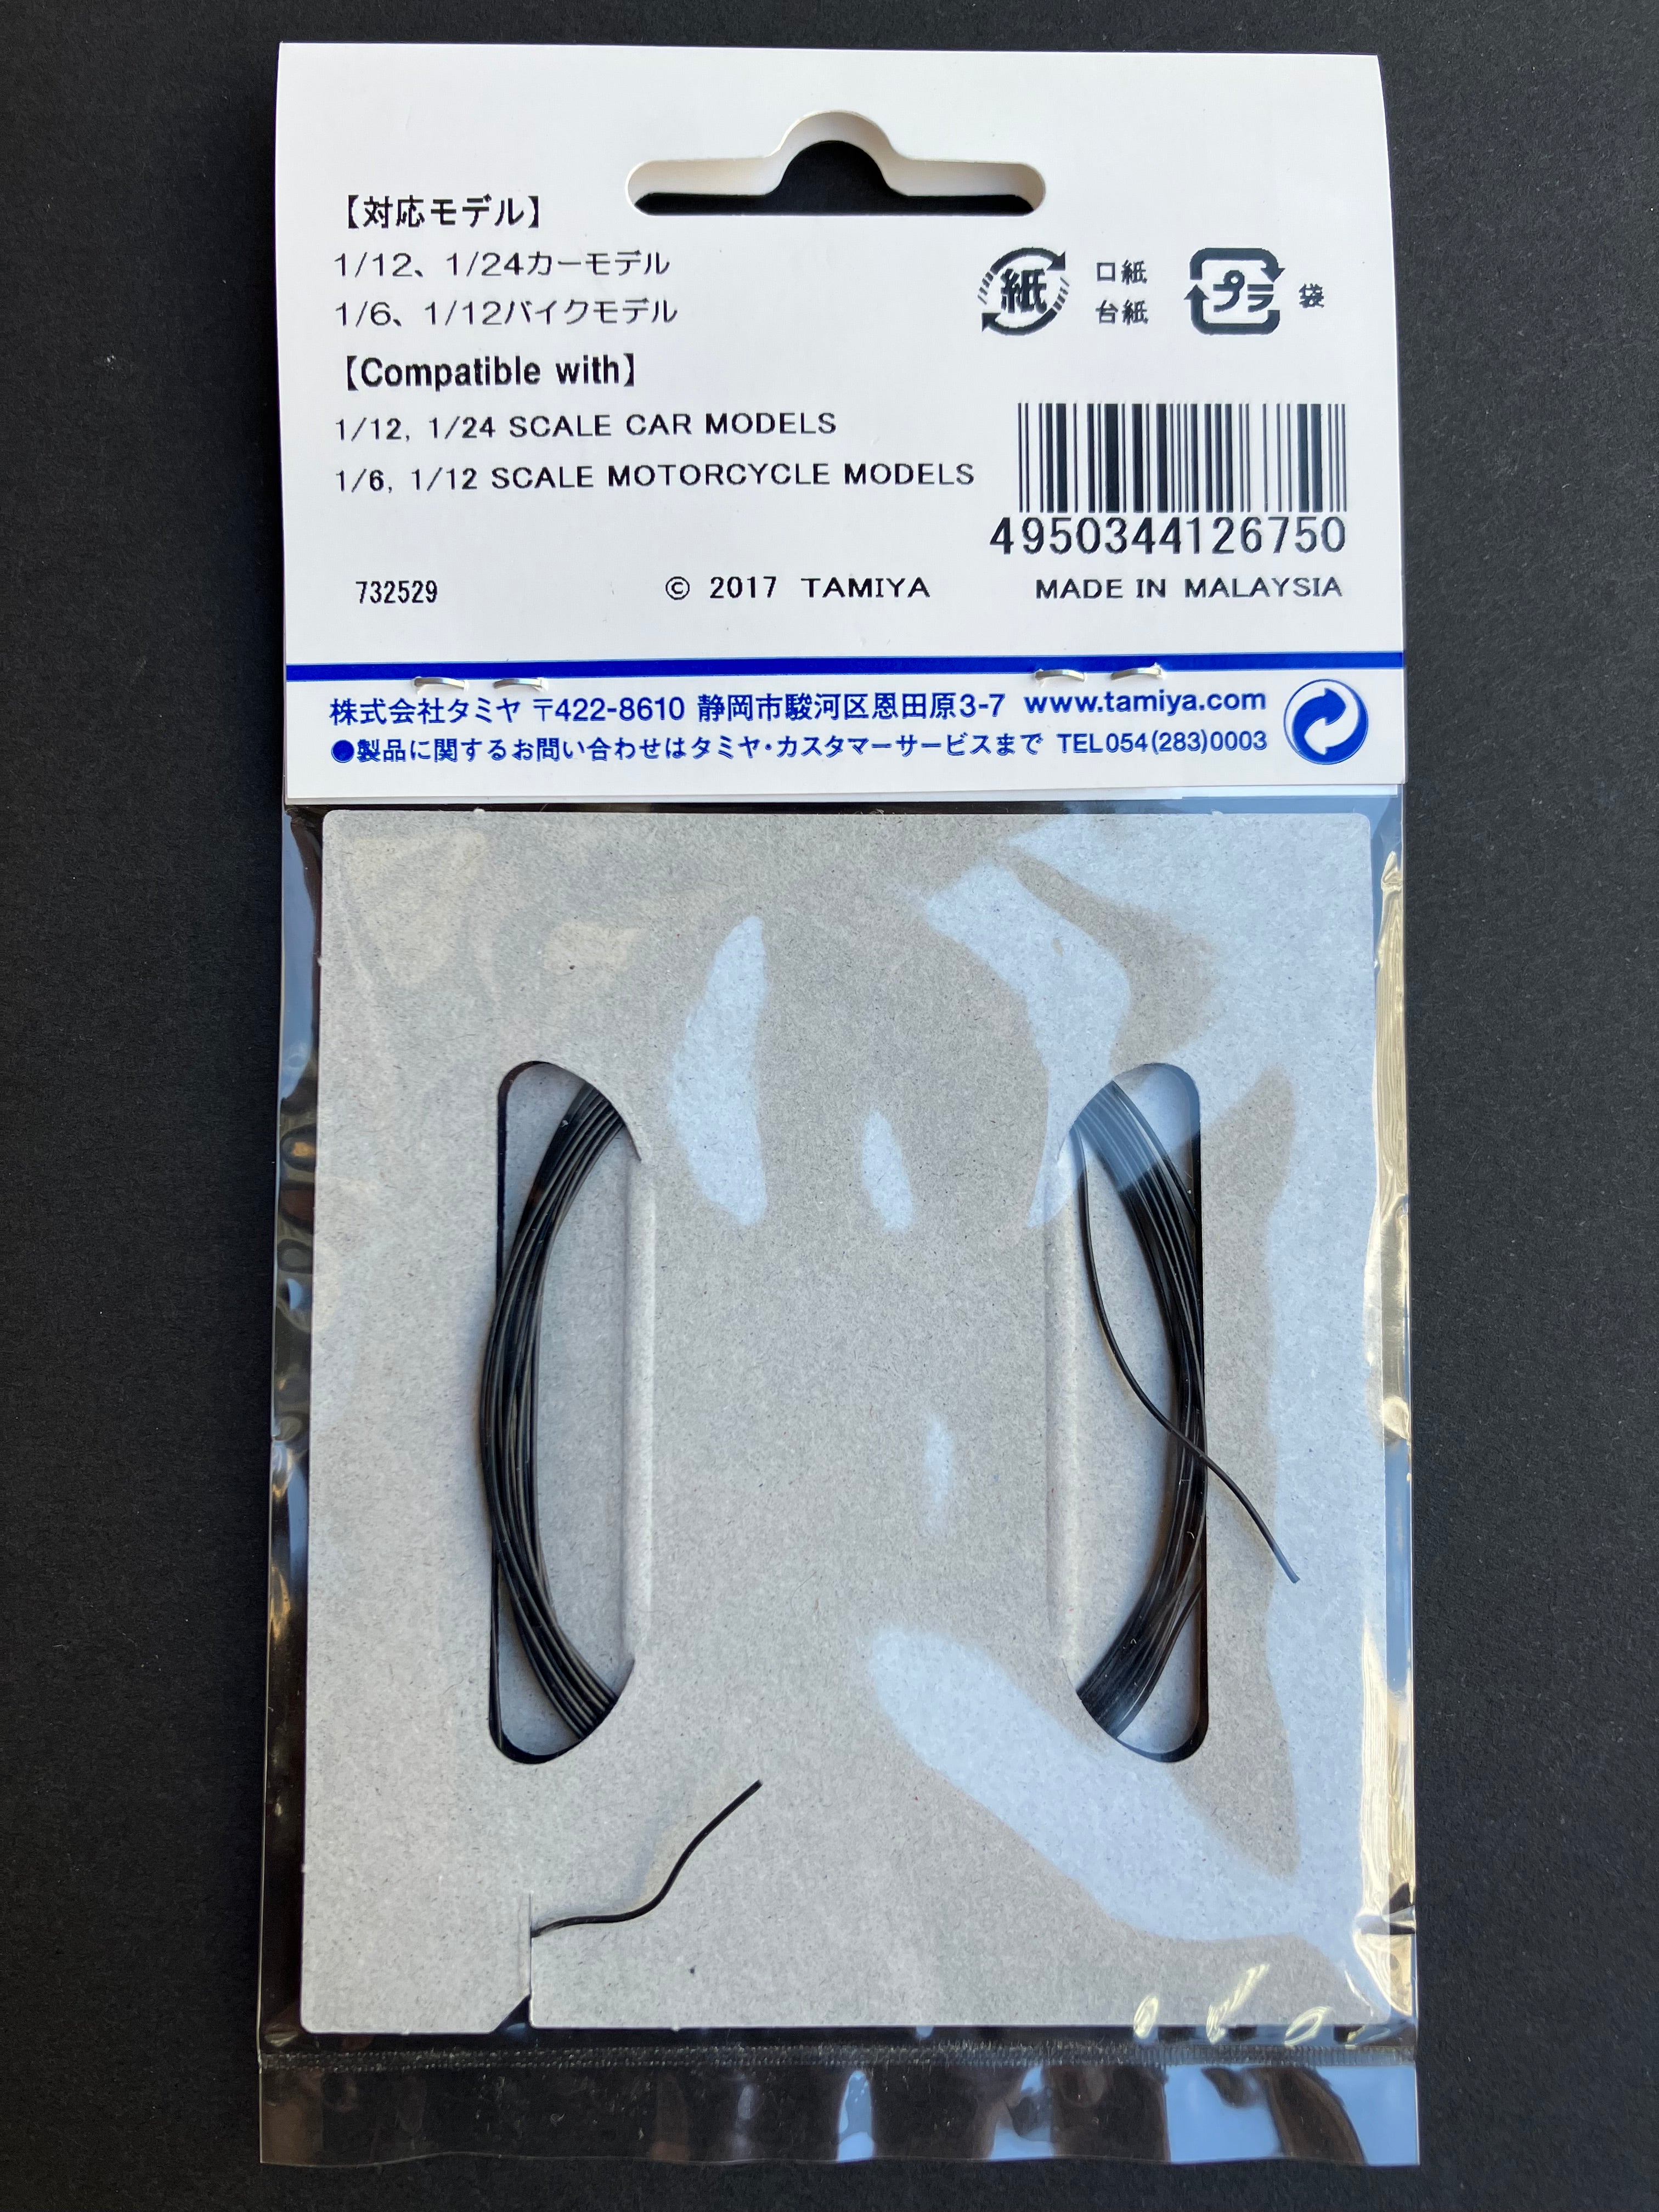 【対応モデル】
1/12、1/24カーモデル
1/6、1/12バイクモデル
【Compatible with】
1/12, 1/24 SCALE CAR MODELS
1/6, 1/12 SCALE MOTORCYCLE MODELS
紙
口紙
台紙
プラ
袋
4950344126750
732529 © 2017 TAMIYA MADE IN MALAYSIA
株式会社タミヤ 〒422-8610 静岡市駿河区恩田原3-7 www.tamiya.com
●製品に関するお問い合わせはタミヤ・カスタマーサービスまで TEL054(283)0003